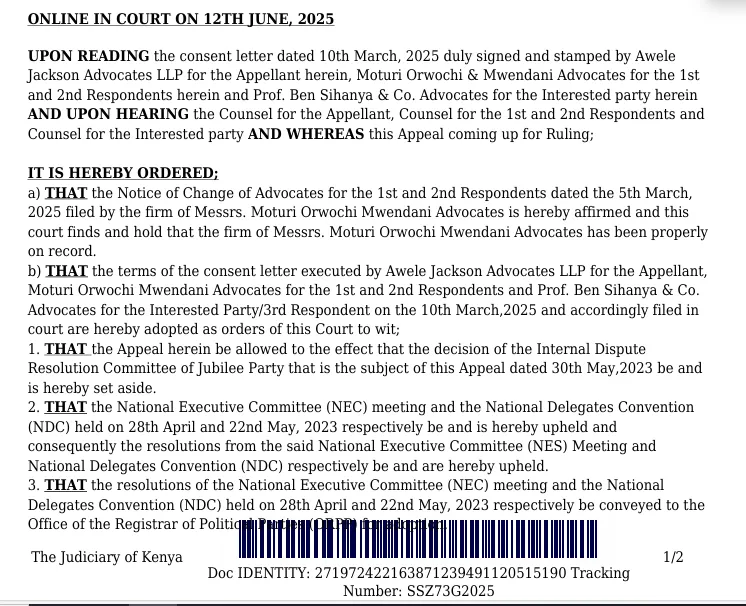 ONLINE IN COURT ON 12TH JUNE, 2025
UPON READING the consent letter dated 10th March, 2025 duly signed and stamped by Awele
Jackson Advocates LLP for the Appellant herein, Moturi Orwochi & Mwendani Advocates for the 1st
and 2nd Respondents herein and Prof. Ben Sihanya & Co. Advocates for the Interested party herein
AND UPON HEARING the Counsel for the Appellant, Counsel for the 1st and 2nd Respondents and
Counsel for the Interested party AND WHEREAS this Appeal coming up for Ruling;
IT IS HEREBY ORDERED;
a) THAT the Notice of Change of Advocates for the 1st and 2nd Respondents dated the 5th March,
2025 filed by the firm of Messrs. Moturi Orwochi Mwendani Advocates is hereby affirmed and this
court finds and hold that the firm of Messrs. Moturi Orwochi Mwendani Advocates has been properly
on record.
b) THAT the terms of the consent letter executed by Awele Jackson Advocates LLP for the Appellant,
Moturi Orwochi Mwendani Advocates for the 1st and 2nd Respondents and Prof. Ben Sihanya & Co.
Advocates for the Interested Party/3rd Respondent on the 10th March,2025 and accordingly filed in
court are hereby adopted as orders of this Court to wit;
1. THAT the Appeal herein be allowed to the effect that the decision of the Internal Dispute
Resolution Committee of Jubilee Party that is the subject of this Appeal dated 30th May,2023 be and
is hereby set aside.
2. THAT the National Executive Committee (NEC) meeting and the National Delegates Convention
(NDC) held on 28th April and 22nd May, 2023 respectively be and is hereby upheld and
consequently the resolutions from the said National Executive Committee (NES) Meeting and
National Delegates Convention (NDC) respectively be and are hereby upheld.
3. THAT the resolutions of the National Executive Committee (NEC) meeting and the National
Delegates Convention (NDC) held on 28th April and 22nd May, 2023 respectively be conveyed to the
Office of the Registrar of Political Parties (ORPP) for adoption.
The Judiciary of Kenya 1/2
Doc IDENTITY: 27197242216387123949112051519​0 Tracking
Number: SSZ73G2025